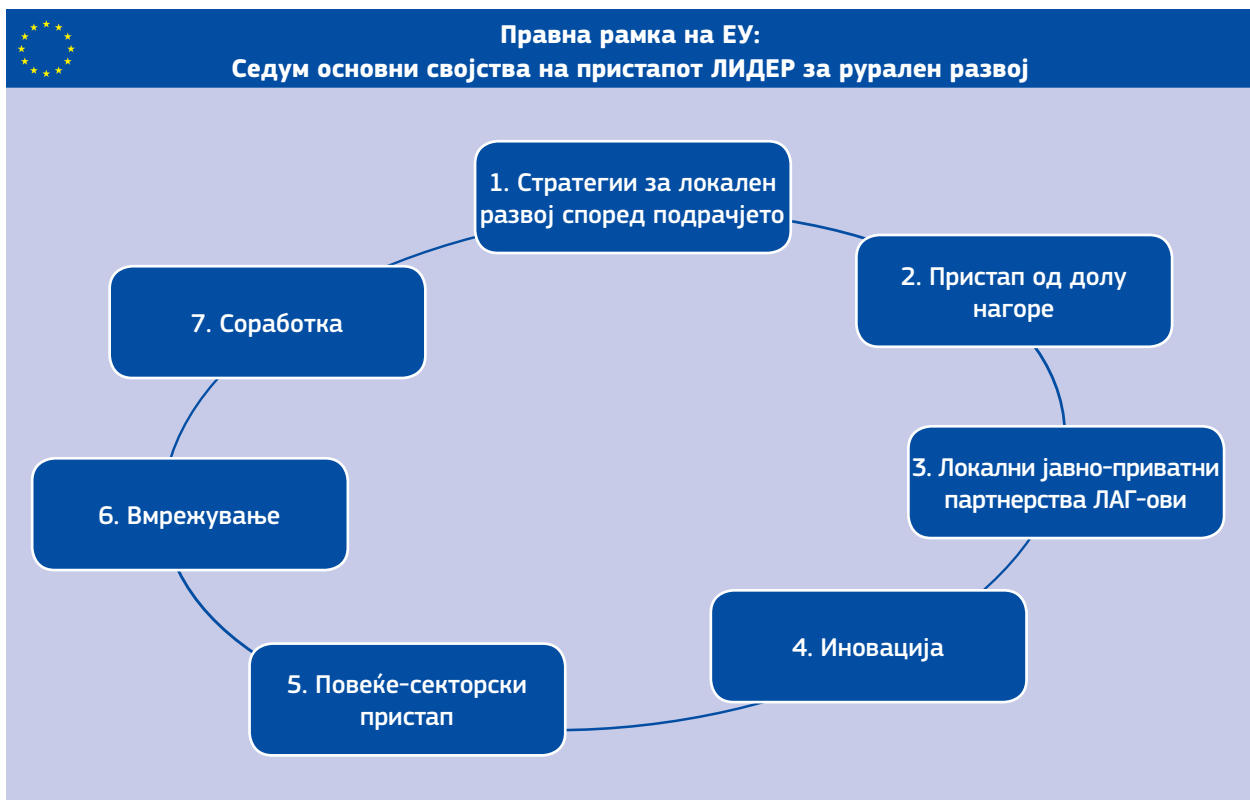 Правна рамка на ЕУ:
Седум основни својства на пристапот ЛИДЕР за рурален развој
1. Стратегии за локален
развој според подрачјето
2. Пристап од долу
нагоре
3. Локални јавно-приватни
партнерства ЛАГ-ови
4. Иновација
5. Повеќе-секторски
пристап
6. Вмрежување
7. Соработка